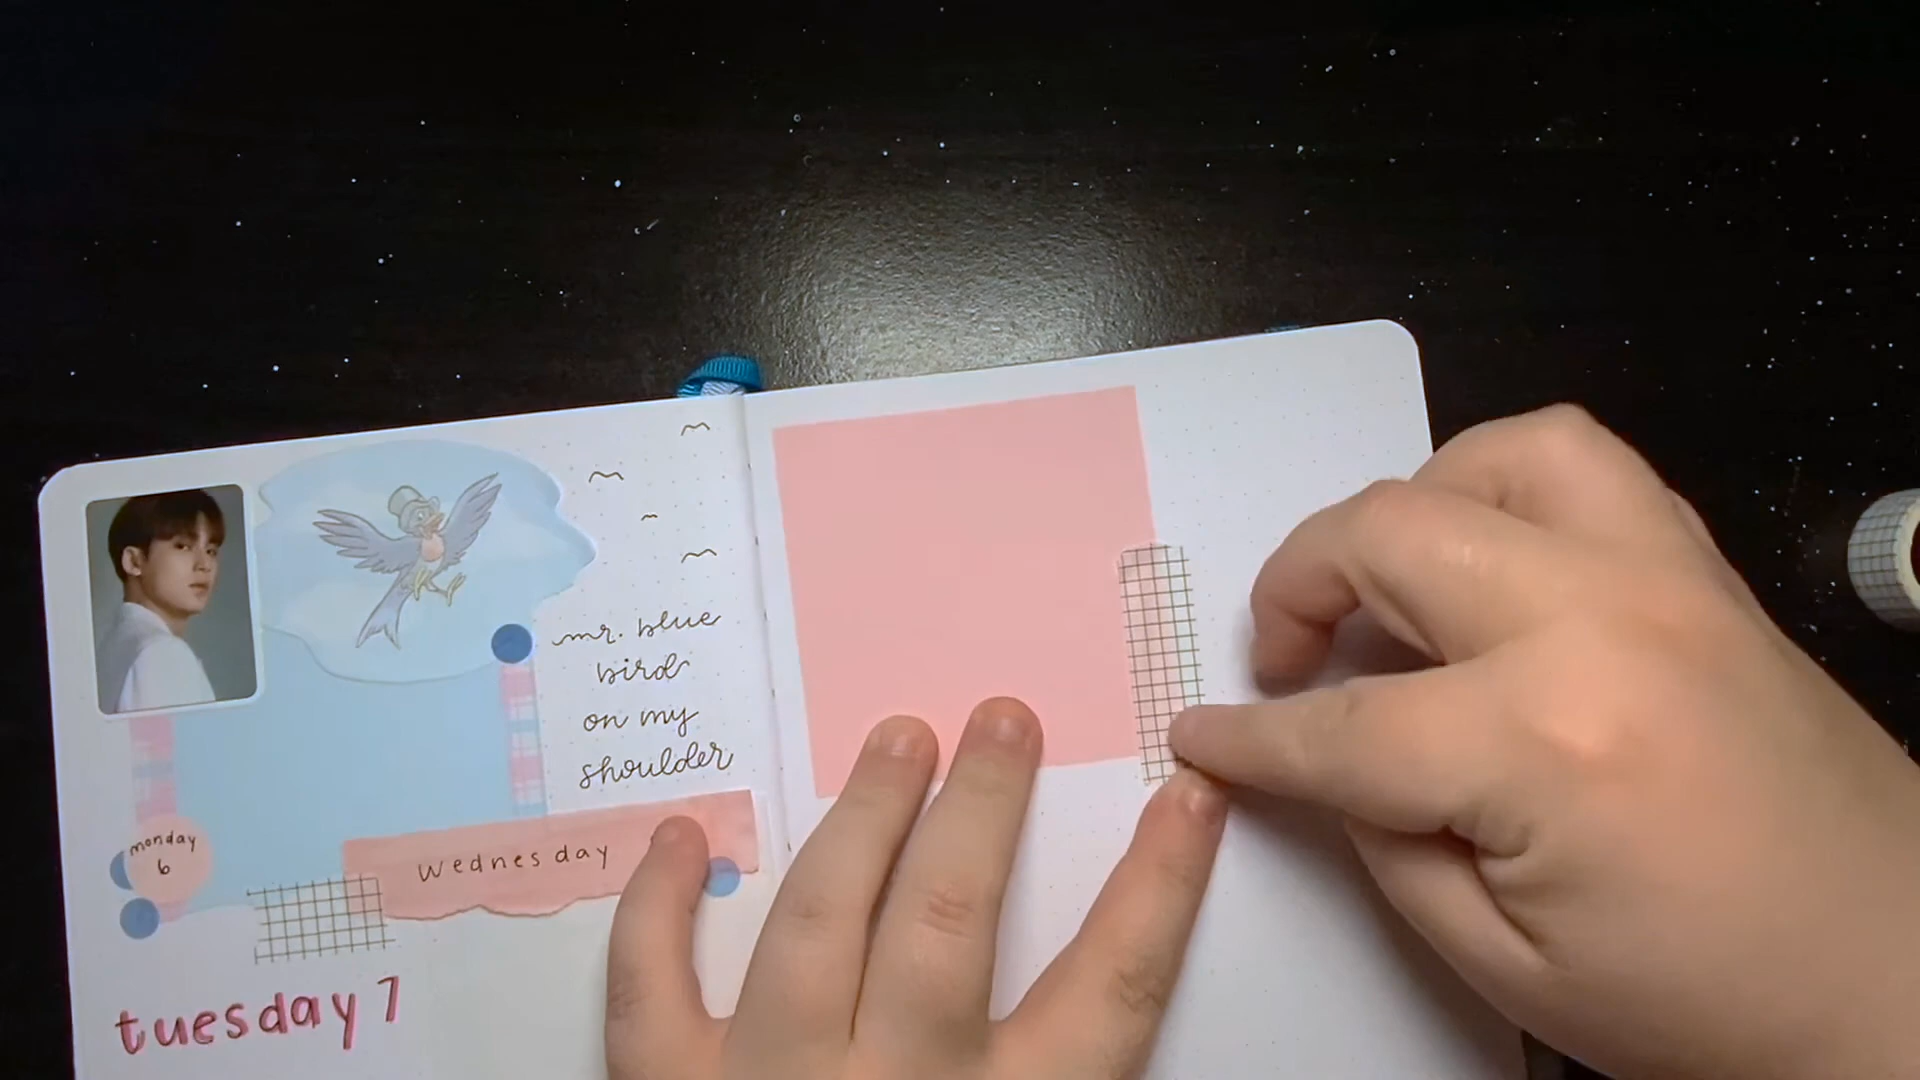 mr. blue
bird
on my
shoulder
monday
6
wednesday
tuesday 7